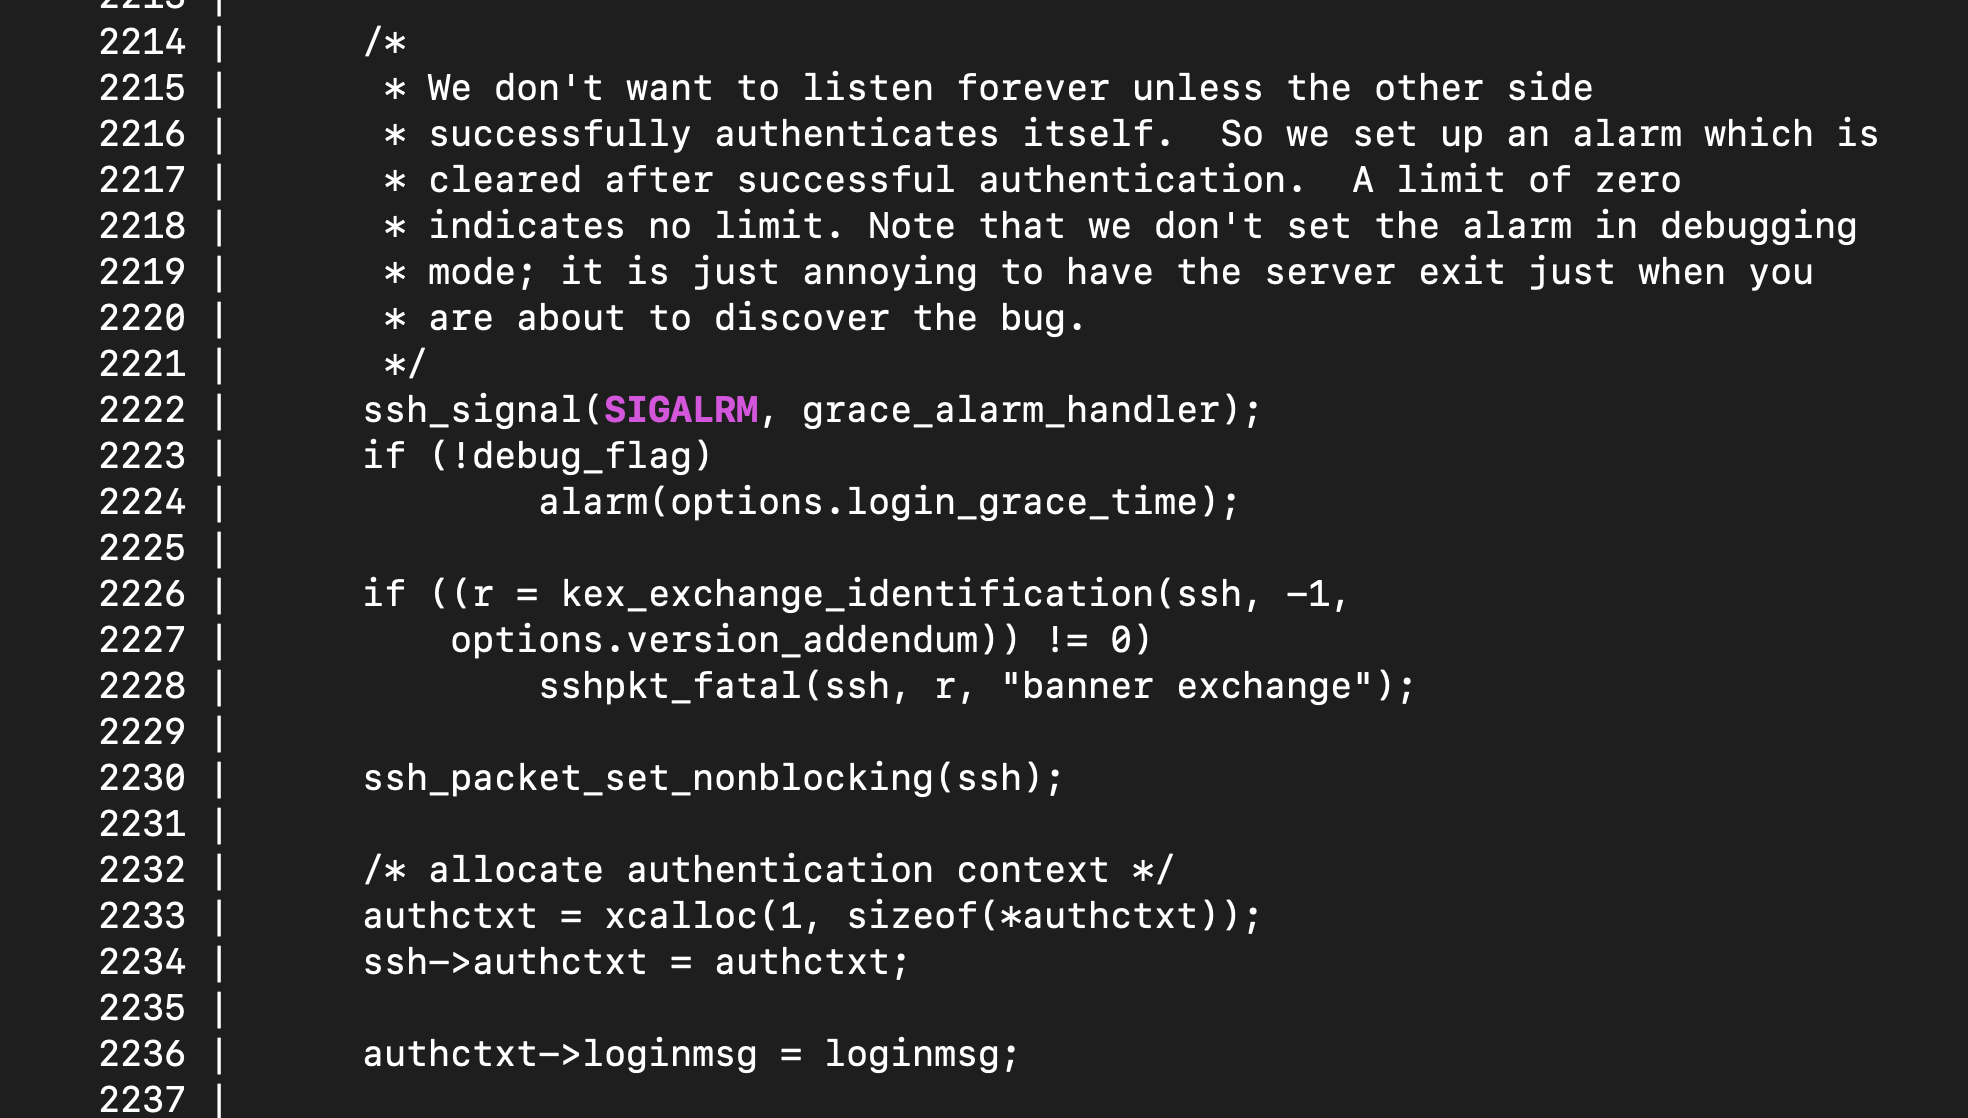 2213 |
2214 |      /*
2215 |       * We don't want to listen forever unless the other side
2216 |       * successfully authenticates itself.  So we set up an alarm which is
2217 |       * cleared after successful authentication.  A limit of zero
2218 |       * indicates no limit. Note that we don't set the alarm in debugging
2219 |       * mode; it is just annoying to have the server exit just when you
2220 |       * are about to discover the bug.
2221 |       */
2222 |      ssh_signal(SIGALRM, grace_alarm_handler);
2223 |      if (!debug_flag)
2224 |              alarm(options.login_grace_time);
2225 |
2226 |      if ((r = kex_exchange_identification(ssh, -1,
2227 |          options.version_addendum)) != 0)
2228 |              sshpkt_fatal(ssh, r, "banner exchange");
2229 |
2230 |      ssh_packet_set_nonblocking(ssh);
2231 |
2232 |      /* allocate authentication context */
2233 |      authctxt = xcalloc(1, sizeof(*authctxt));
2234 |      ssh->authctxt = authctxt;
2235 |
2236 |      authctxt->loginmsg = loginmsg;
2237 |